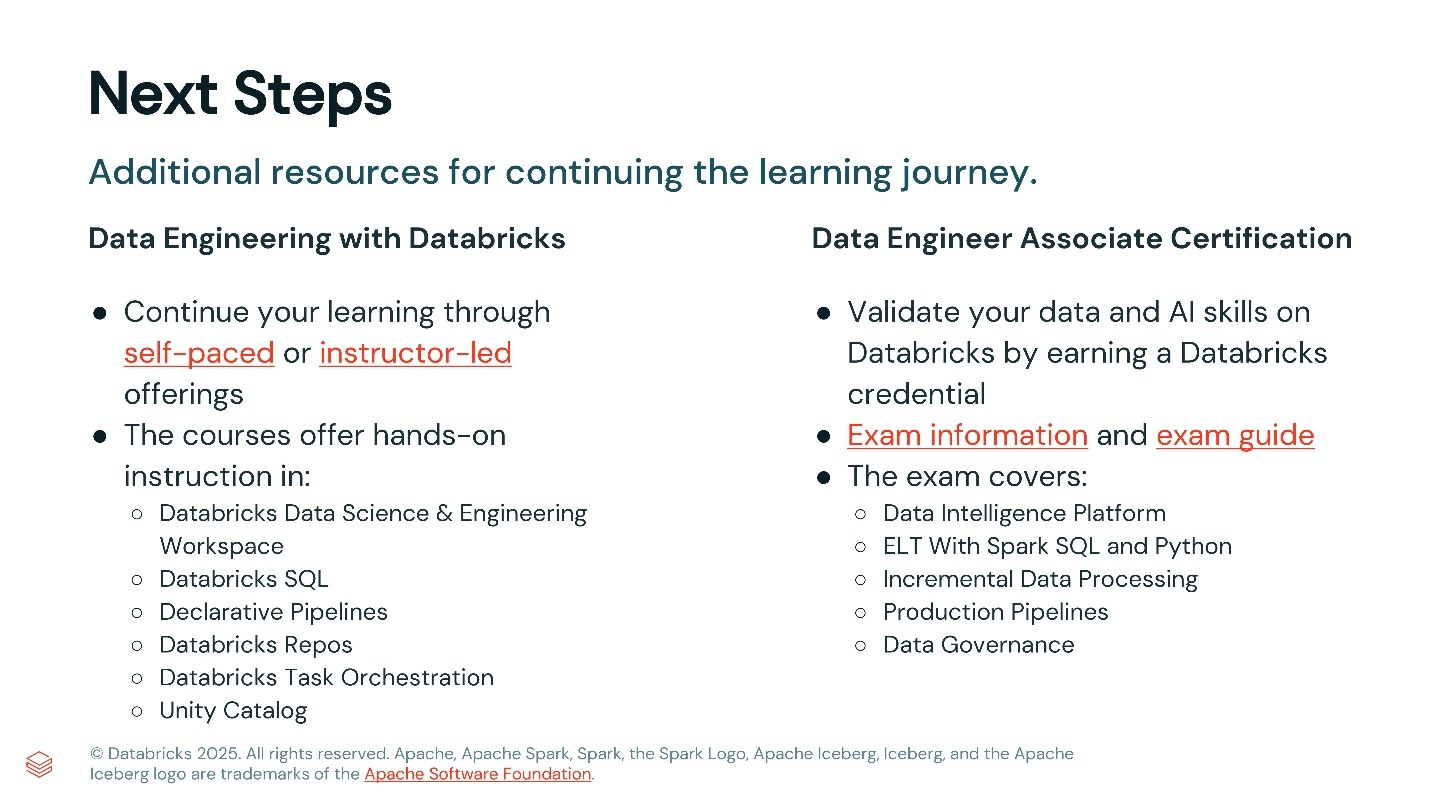 Next Steps
Additional resources for continuing the learning journey.
Data Engineering with Databricks
● Continue your learning through
self-paced or instructor-led
offerings
● The courses offer hands-on
instruction in:
○ Databricks Data Science & Engineering
Workspace
○ Databricks SQL
○ Declarative Pipelines
○ Databricks Repos
○ Databricks Task Orchestration
○ Unity Catalog
Data Engineer Associate Certification
● Validate your data and AI skills on
Databricks by earning a Databricks
credential
● Exam information and exam guide
● The exam covers:
○ Data Intelligence Platform
○ ELT With Spark SQL and Python
○ Incremental Data Processing
○ Production Pipelines
○ Data Governance
© Databricks 2025. All rights reserved. Apache, Apache Spark, Spark, the Spark Logo, Apache Iceberg, Iceberg, and the Apache
Iceberg logo are trademarks of the Apache Software Foundation.